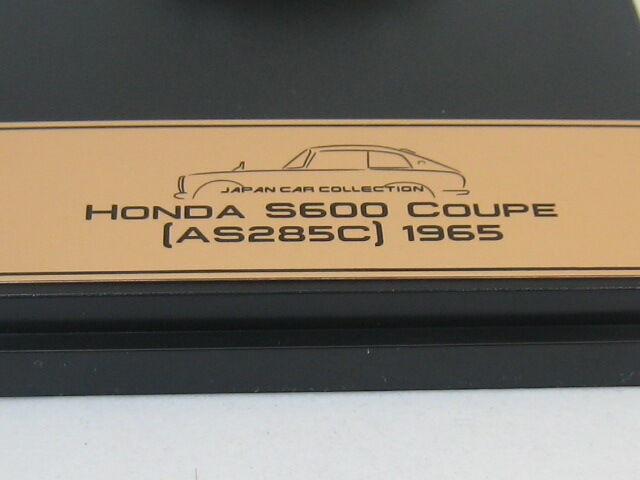 JAPAN CAR COLLECTION
HONDA S600 COUPE
(AS285C) 1965